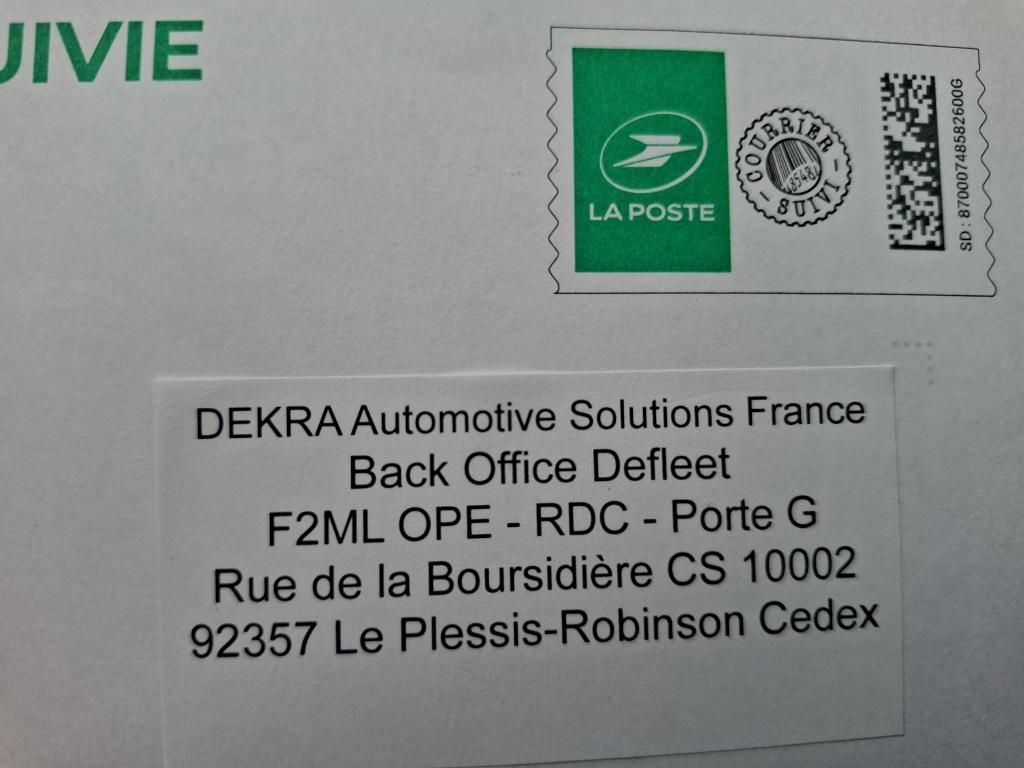 UIVIE
LA POSTE
COURRIER
SUIVI
SD : 87000748582600G
DEKRA Automotive Solutions France
Back Office Defleet
F2ML OPE - RDC - Porte G
Rue de la Boursidière CS 10002
92357 Le Plessis-Robinson Cedex